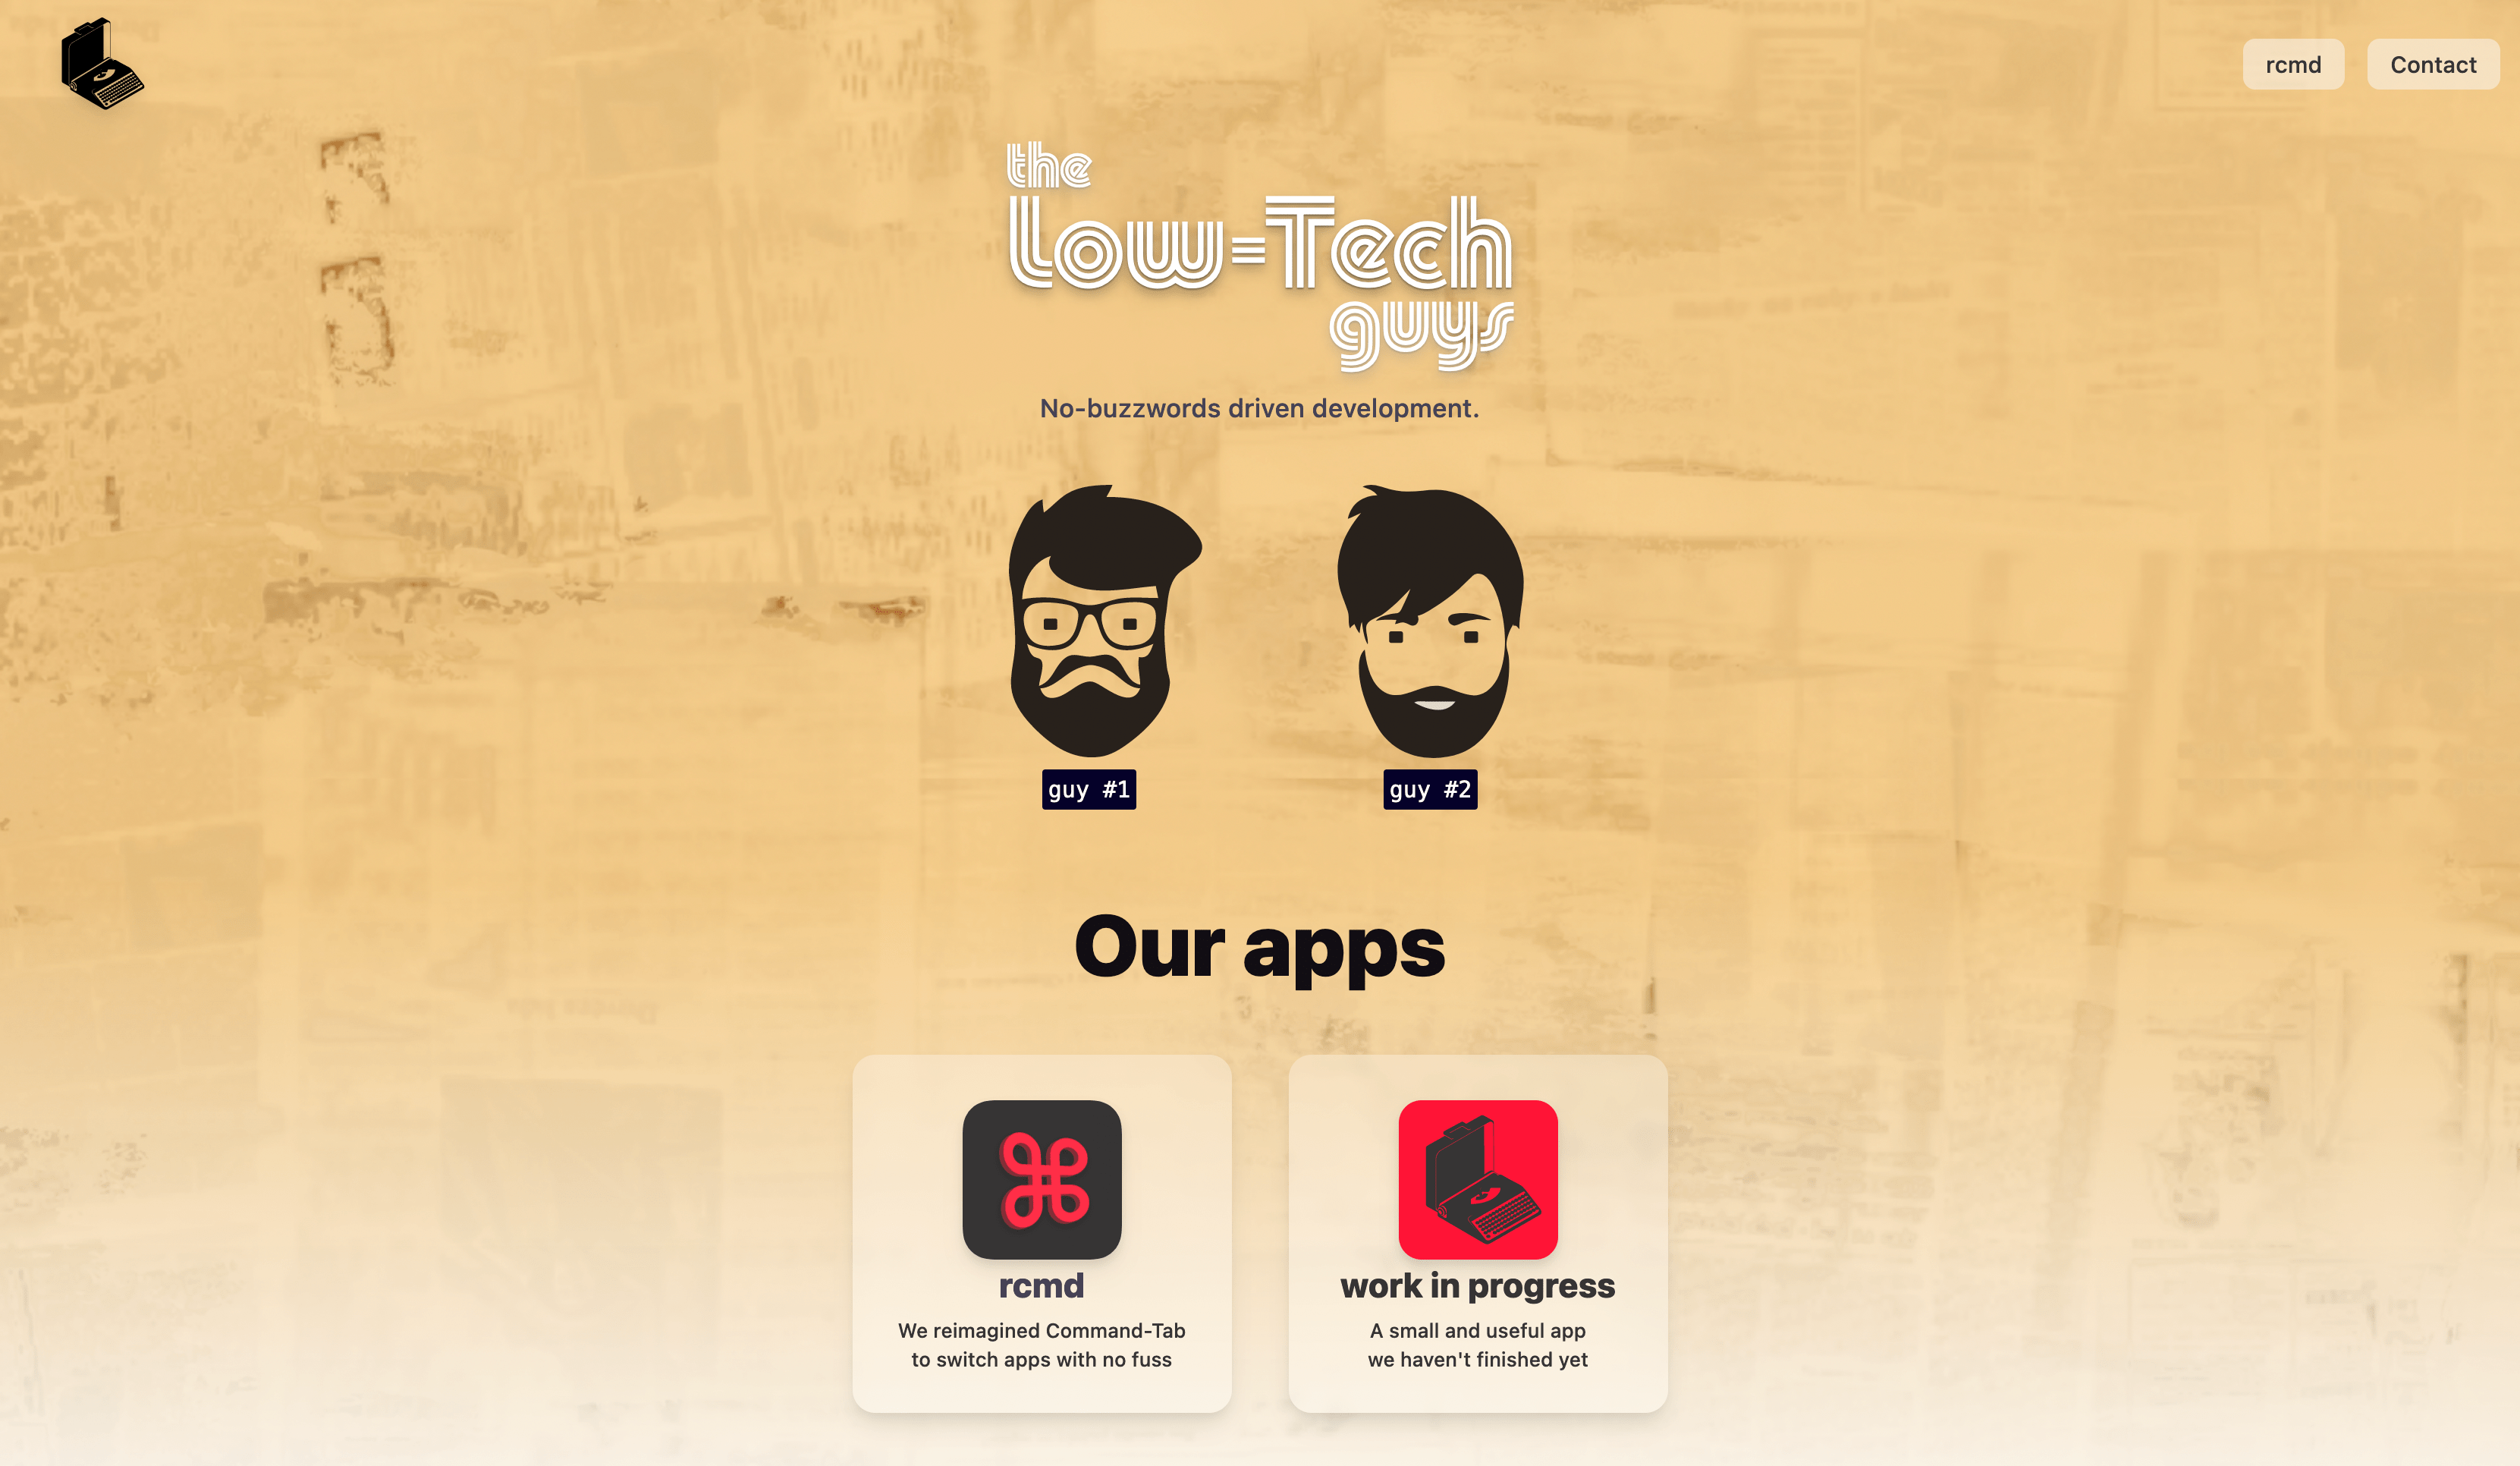 rcmd
Contact
the
Low-Tech
guys
No-buzzwords driven development.
guy #1
guy #2
Our apps
rcmd
We reimagined Command-Tab
to switch apps with no fuss
work in progress
A small and useful app
we haven't finished yet